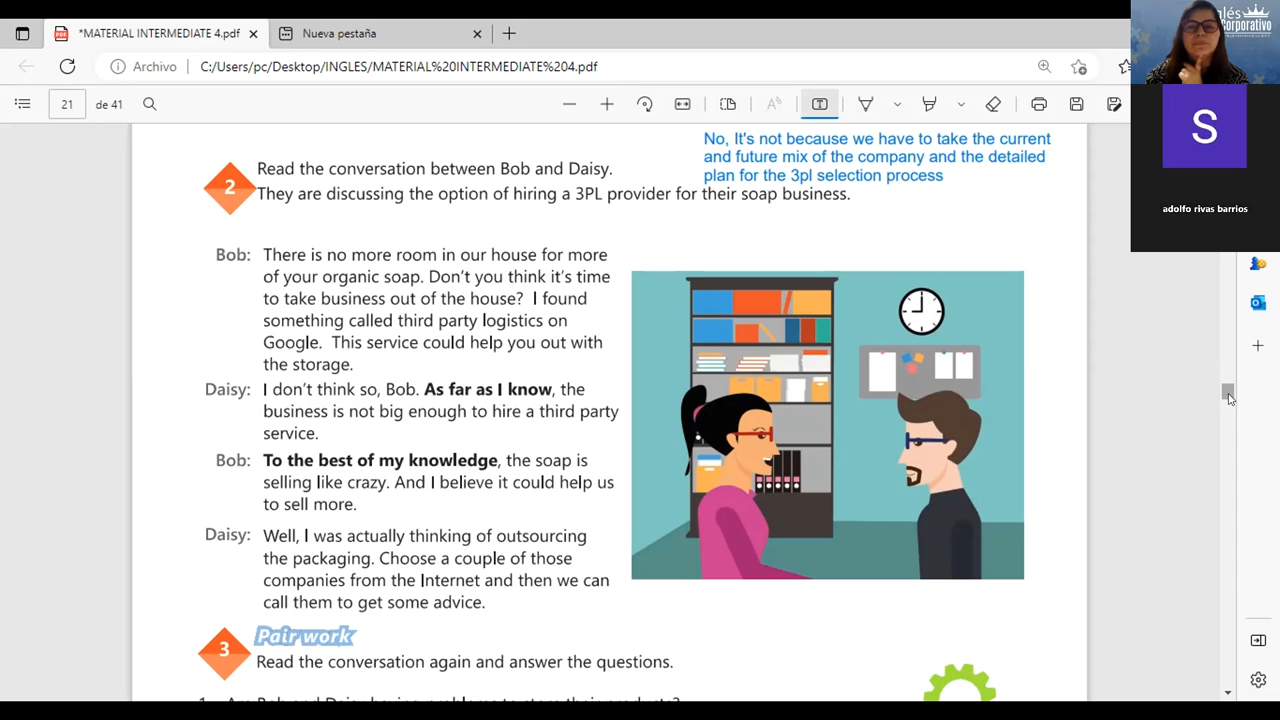 *MATERIAL INTERMEDIATE 4.pdf
Nueva pestaña
Archivo
C:/Users/pc/Desktop/INGLES/MATERIAL%20INTERMEDIATE%204.pdf
21
de 41
No, It's not because we have to take the current
and future mix of the company and the detailed
plan for the 3pl selection process
2
Read the conversation between Bob and Daisy.
They are discussing the option of hiring a 3PL provider for their soap business.
Bob: There is no more room in our house for more
of your organic soap. Don't you think it's time
to take business out of the house? I found
something called third party logistics on
Google. This service could help you out with
the storage.
Daisy: I don't think so, Bob. As far as I know, the
business is not big enough to hire a third party
service.
Bob: To the best of my knowledge, the soap is
selling like crazy. And I believe it could help us
to sell more.
Daisy: Well, I was actually thinking of outsourcing
the packaging. Choose a couple of those
companies from the Internet and then we can
call them to get some advice.
3
Pair work
Read the conversation again and answer the questions.
glés
Corporativo
S
adolfo rivas barrios